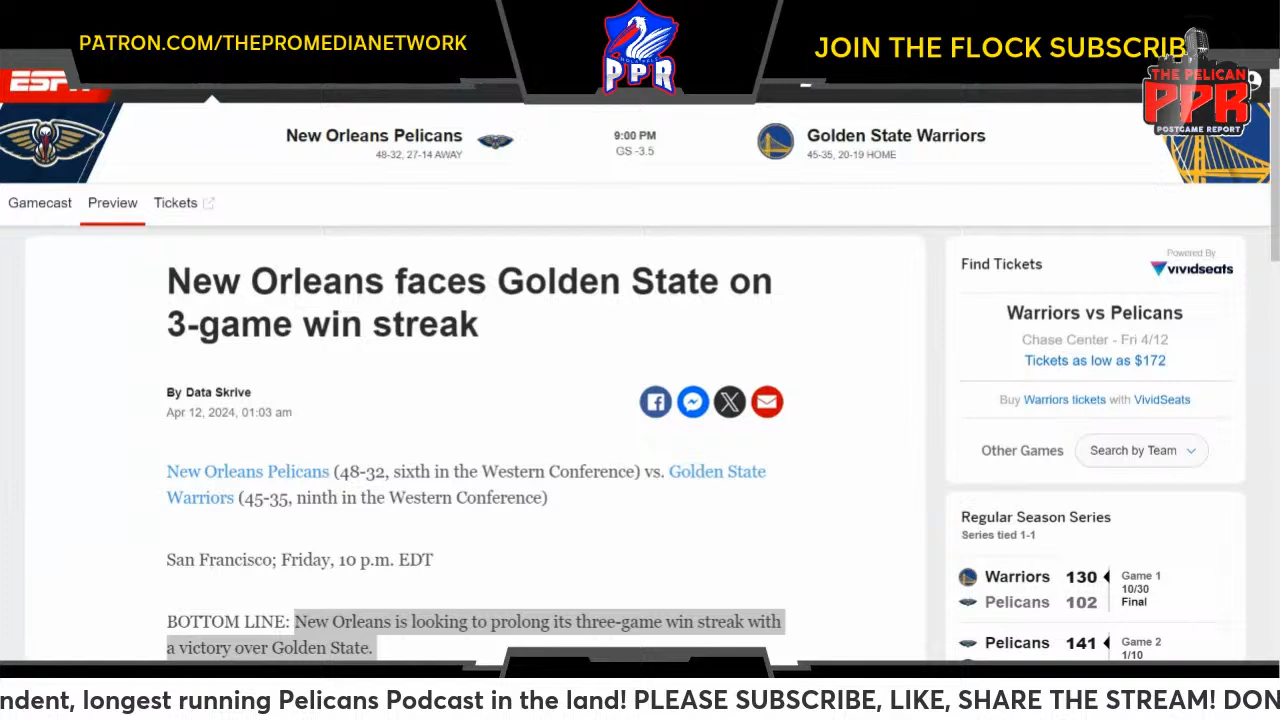 PATRON.COM/THEPROMEDIANETWORK
PPR
JOIN THE FLOCK SUBSCRIB
THE PELICAN
PPR
POSTGAME REPORT
New Orleans Pelicans
48-32, 27-14 AWAY
9:00 PM
GS -3.5
Golden State Warriors
45-35, 20-19 HOME
Gamecast Preview Tickets
New Orleans faces Golden State on
3-game win streak
By Data Skrive
Apr 12, 2024, 01:03 am
New Orleans Pelicans (48-32, sixth in the Western Conference) vs. Golden State
Warriors (45-35, ninth in the Western Conference)
San Francisco; Friday, 10 p.m. EDT
BOTTOM LINE: New Orleans is looking to prolong its three-game win streak with
a victory over Golden State.
Find Tickets
Powered By
vividseats
Warriors vs Pelicans
Chase Center - Fri 4/12
Tickets as low as $172
Buy Warriors tickets with VividSeats
Other Games Search by Team
Regular Season Series
Series tied 1-1
Warriors 130 Game 1
10/30
Pelicans 102 Final
Pelicans 141 Game 2
1/10
ndent, longest running Pelicans Podcast in the land! PLEASE SUBSCRIBE, LIKE, SHARE THE STREAM! DON